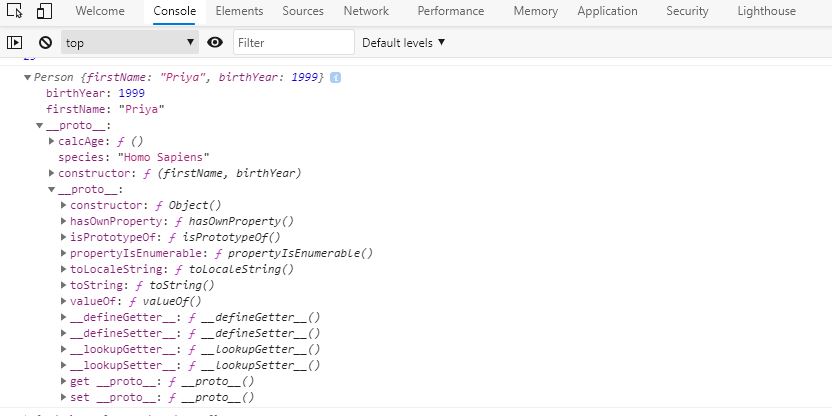 Welcome Console Elements Sources Network Performance Memory Application Security Lighthouse
top Filter Default levels
Person {firstName: "Priya", birthYear: 1999}
birthYear: 1999
firstName: "Priya"
__proto__:
calcAge: ƒ ()
species: "Homo Sapiens"
constructor: ƒ (firstName, birthYear)
__proto__:
constructor: ƒ Object()
hasOwnProperty: ƒ hasOwnProperty()
isPrototypeOf: ƒ isPrototypeOf()
propertyIsEnumerable: ƒ propertyIsEnumerable()
toLocaleString: ƒ toLocaleString()
toString: ƒ toString()
valueOf: ƒ valueOf()
__defineGetter__: ƒ __defineGetter__()
__defineSetter__: ƒ __defineSetter__()
__lookupGetter__: ƒ __lookupGetter__()
__lookupSetter__: ƒ __lookupSetter__()
get __proto__: ƒ __proto__()
set __proto__: ƒ __proto__()